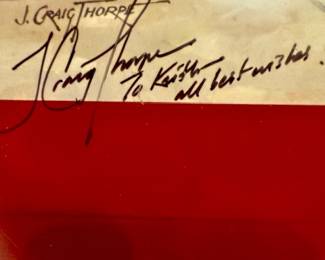 J. CRAIG THORPE
J Craig Thorpe
To Keith
all best wishes.